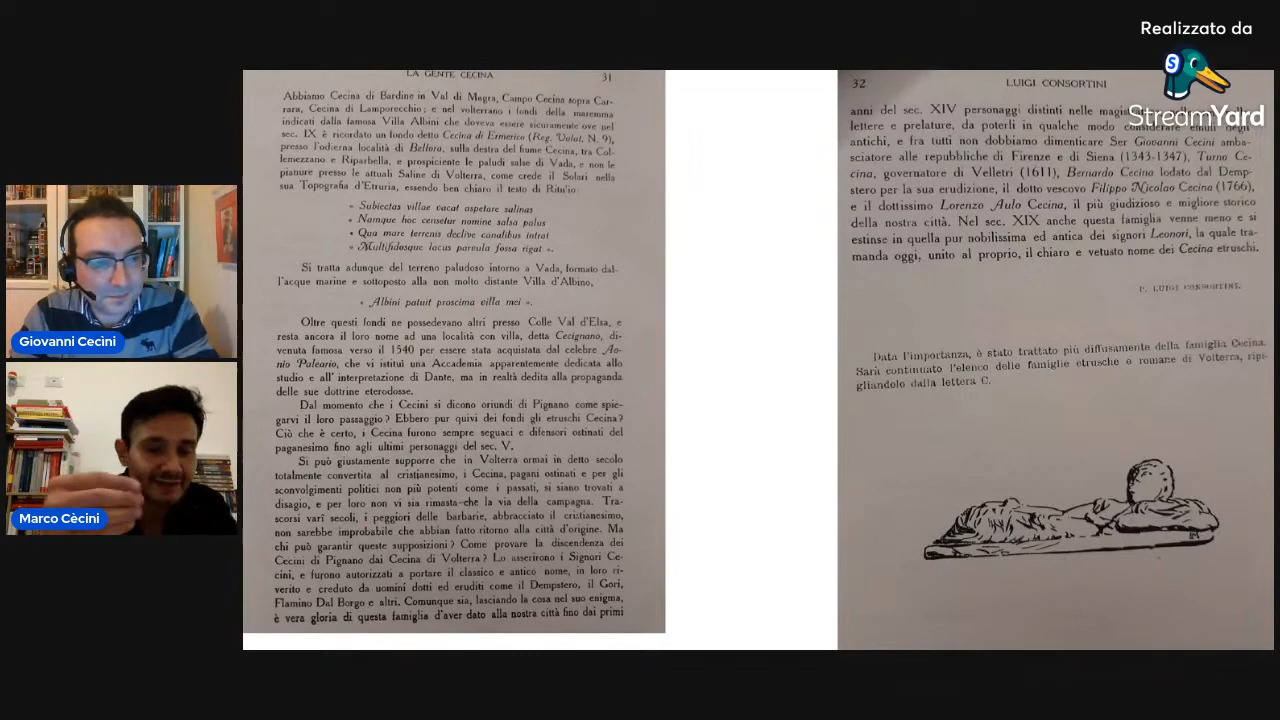 Realizzato da
StreamYard
Giovanni Cecini
Marco Cècini
LA GENTE CECINA 31
Abbiamo Cecina di Bardine in Val di Magra, Campo Cecina sopra Car-
rara, Cecina di Lamporecchio; e nel volterrano i fondi della maremma
indicati dalla famosa Villa Albini che doveva essere sicuramente ove nel
sec. IX è ricordato un fondo detto Cecina di Ermerico (Reg. Volat. N. 9),
presso l'odierna località di Bellora, sulla destra del fiume Cecina, tra Col-
lemezzano e Riparbella, e prospiciente le paludi salse di Vada, e non le
pianure presso le attuali Saline di Volterra, come crede il Solari nella
sua Topografia d'Etruria, essendo ben chiaro il testo di Rutilio:
« Subiectas villae vacat aspetare salinas
« Namque hoc censetur nomine salsa palus
« Qua mare terrenis declive canalibus intrat
« Multifidosque lacus parvula fossa rigat ».
Si tratta adunque del terreno paludoso intorno a Vada, formato dal-
l'acque marine e sottoposto alla non molto distante Villa d'Albino,
« Albini patuit proscima villa mei ».
Oltre questi fondi ne possedevano altri presso Colle Val d'Elsa, e
resta ancora il loro nome ad una località con villa, detta Cecignano, di-
venuta famosa verso il 1540 per essere stata acquistata dal celebre Ao-
nio Paleario, che vi istituì una Accademia apparentemente dedicata allo
studio e all' interpretazione di Dante, ma in realtà dedita alla propaganda
delle sue dottrine eterodosse.
Dal momento che i Cecini si dicono oriundi di Pignano come spie-
garvi il loro passaggio? Ebbero pur quivi dei fondi gli etruschi Cecina?
Ciò che è certo, i Cecina furono sempre seguaci e difensori ostinati del
paganesimo fino agli ultimi personaggi del sec. V.
Si può giustamente supporre che in Volterra ormai in detto secolo
totalmente convertita al cristianesimo, i Cecina, pagani ostinati e per gli
sconvolgimenti politici non più potenti come i passati, si siano trovati a
disagio, e per loro non vi sia rimasta che la via della campagna. Tra-
scorsi varî secoli, i peggiori delle barbarie, abbracciato il cristianesimo,
non sarebbe improbabile che abbian fatto ritorno alla città d'origine. Ma
chi può garantir queste supposizioni? Come provare la discendenza dei
Cecini di Pignano dai Cecina di Volterra? Lo asserirono i Signori Ce-
cini, e furono autorizzati a portare il classico e antico nome, in loro ri-
verito e creduto da uomini dotti ed eruditi come il Dempstero, il Gori,
Flamino Dal Borgo e altri. Comunque sia, lasciando la cosa nel suo enigma,
è vera gloria di questa famiglia d'aver dato alla nostra città fino dai primi
32 LUIGI CONSORTINI
anni del sec. XIV personaggi distinti nelle
lettere e prelature, da poterli in qualche modo considerare emuli degli
antichi, e fra tutti non dobbiamo dimenticare Ser Giovanni Cecini amba-
sciatore alle repubbliche di Firenze e di Siena (1343-1347), Turno Ce-
cina, governatore di Velletri (1611), Bernardo Cecina lodato dal Demp-
stero per la sua erudizione, il dotto vescovo Filippo Nicolao Cecina (1766),
e il dottissimo Lorenzo Aulo Cecina, il più giudizioso e migliore storico
della nostra città. Nel sec. XIX anche questa famiglia venne meno e si
estinse in quella pur nobilissima ed antica dei signori Leonori, la quale tra-
manda oggi, unito al proprio, il chiaro e vetusto nome dei Cecina etruschi.
P. LUIGI CONSORTINI.
Data l'importanza, è stato trattato più diffusamente della famiglia Cecina.
Sarà continuato l'elenco delle famiglie etrusche o romane di Volterra, ripi-
gliandolo dalla lettera C.